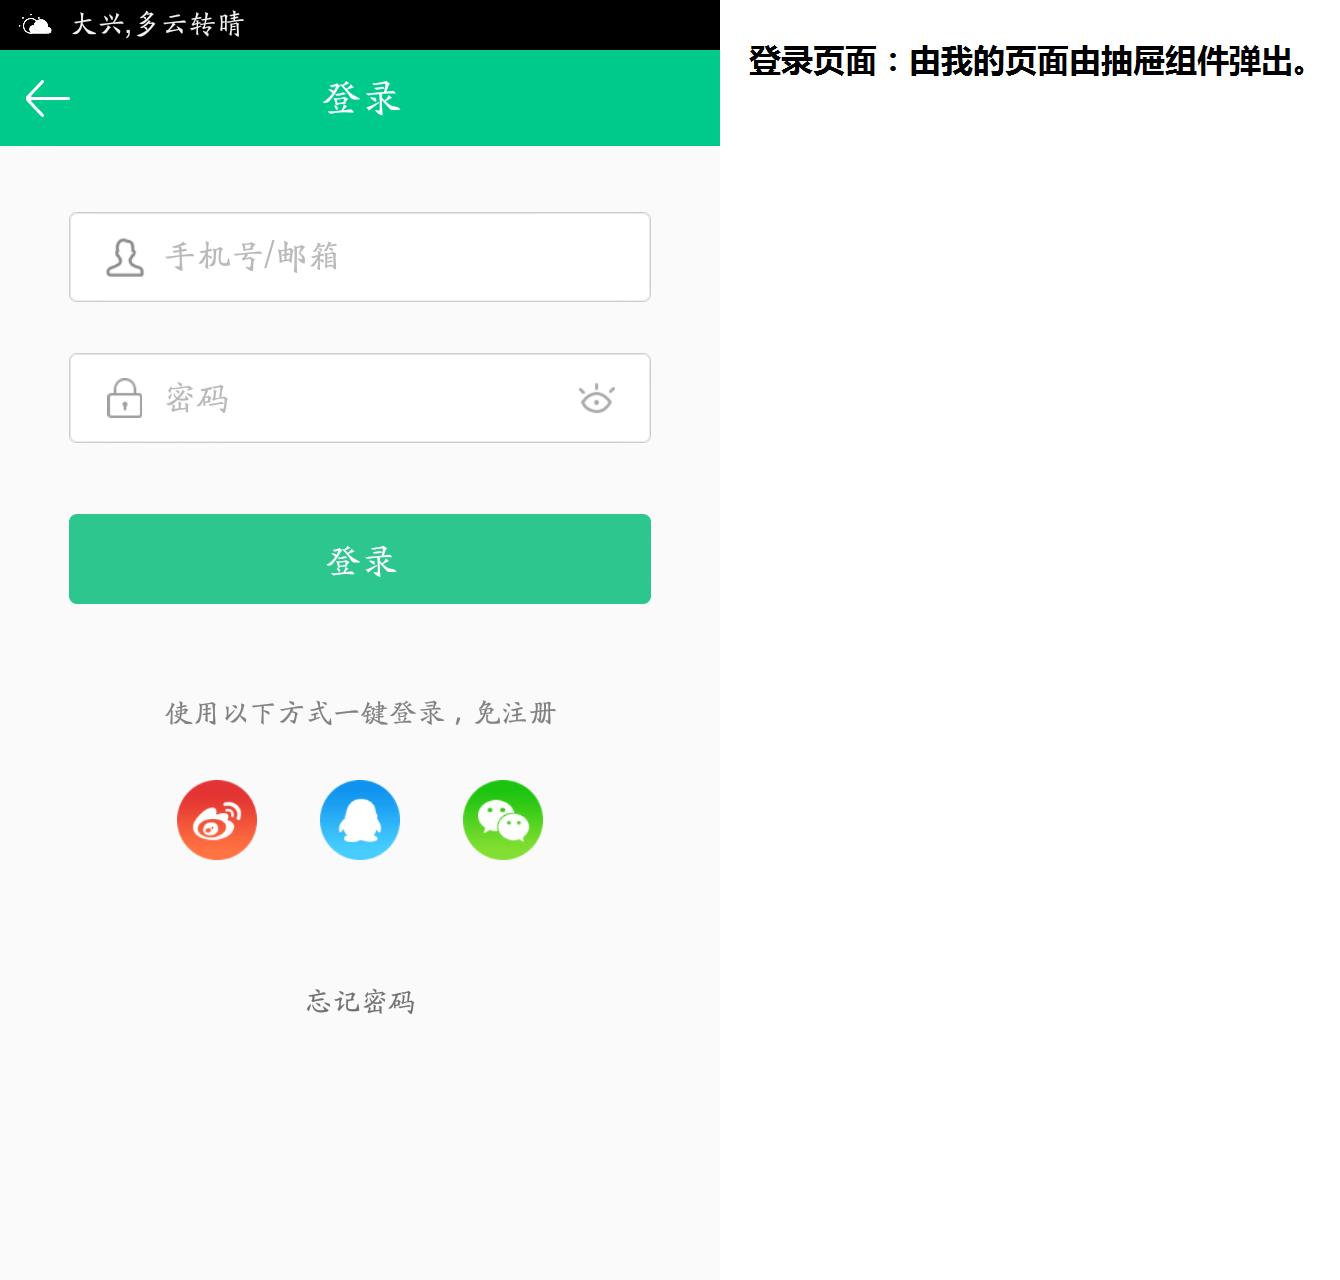 大兴,多云转晴
登录
登录页面：由我的页面由抽屉组件弹出。
手机号/邮箱
密码
登录
使用以下方式一键登录，免注册
忘记密码